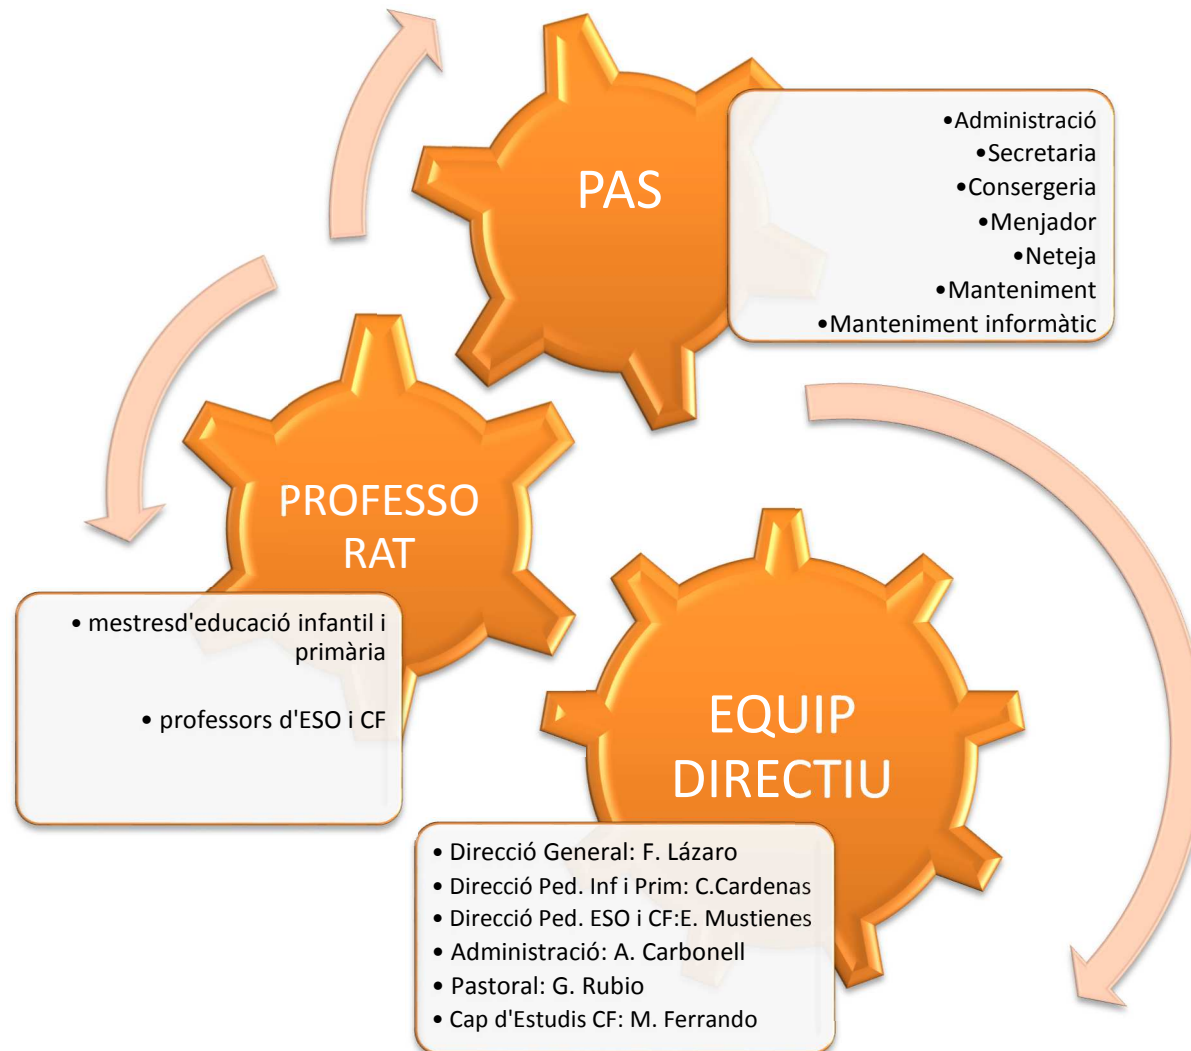 PAS
•Administració
•Secretaria
•Consergeria
•Menjador
•Neteja
•Manteniment
•Manteniment informàtic
PROFESSO
RAT
• mestresd'educació infantil i
primària
• professors d'ESO i CF
EQUIP
DIRECTIU
• Direcció General: F. Lázaro
• Direcció Ped. Inf i Prim: C.Cardenas
• Direcció Ped. ESO i CF:E. Mustienes
• Administració: A. Carbonell
• Pastoral: G. Rubio
• Cap d'Estudis CF: M. Ferrando